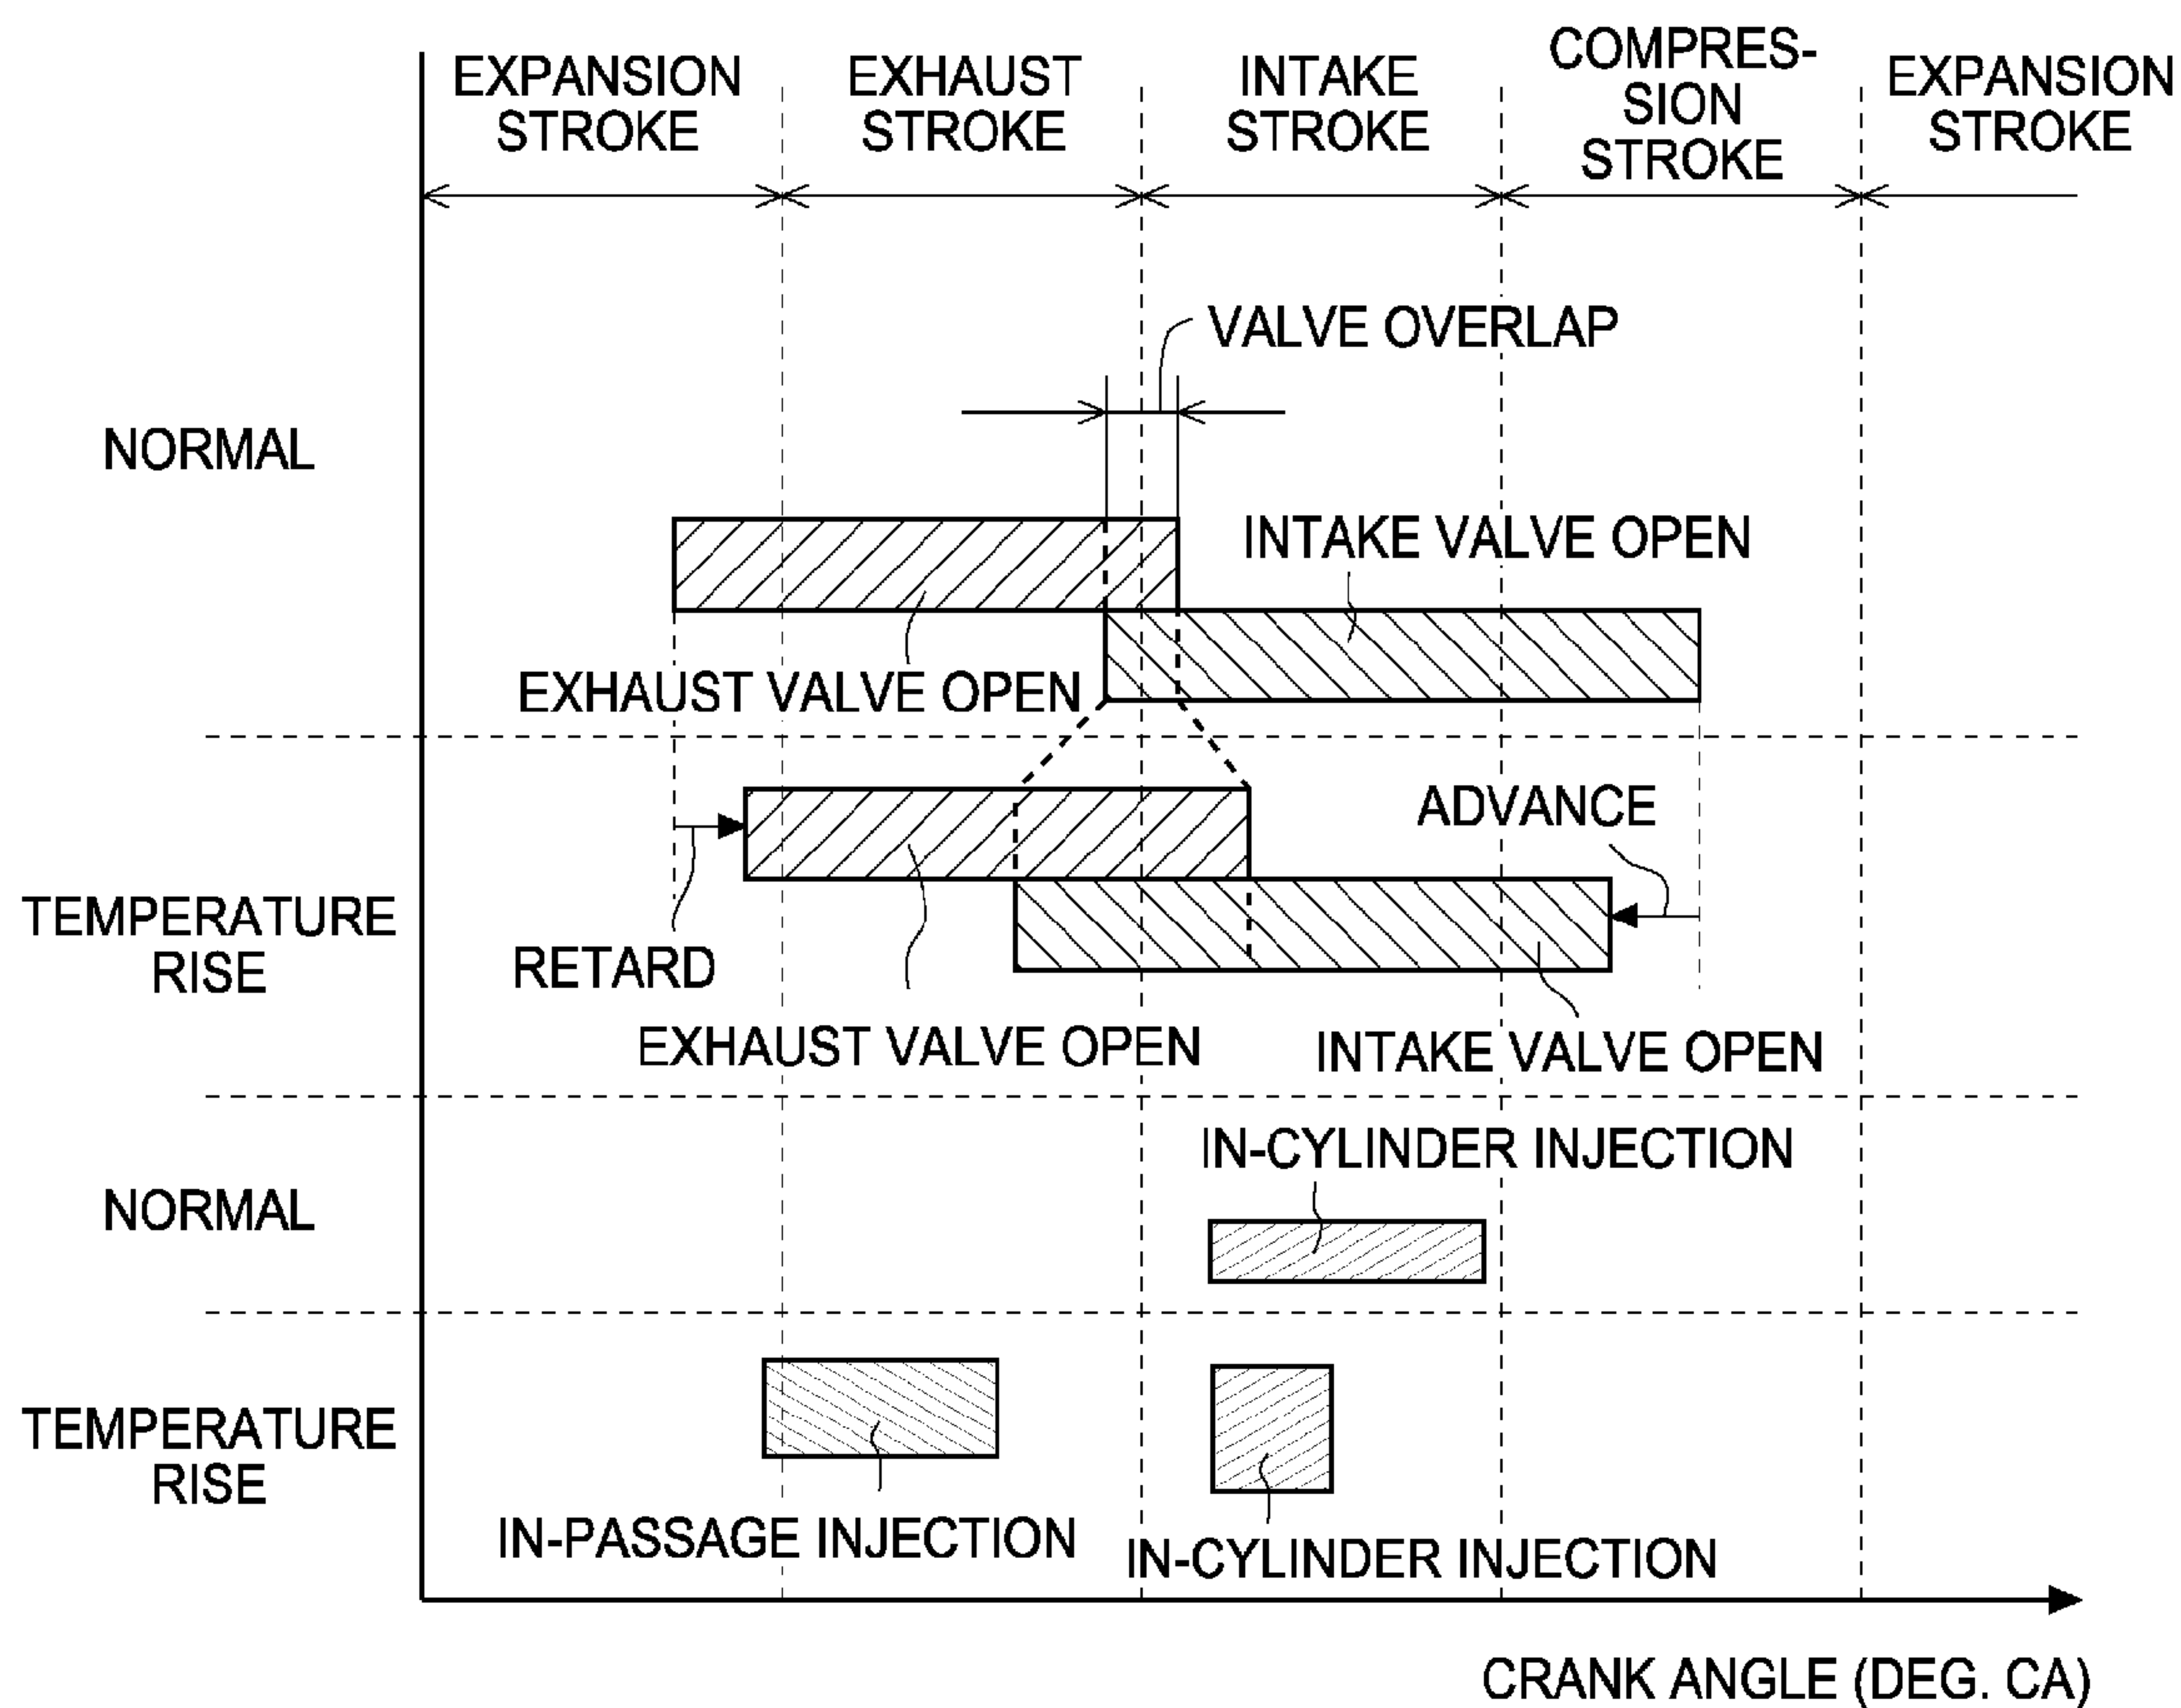 EXPANSION
STROKE
EXHAUST
STROKE
INTAKE
STROKE
COMPRES-
SION
STROKE
EXPANSION
STROKE
VALVE OVERLAP
NORMAL
INTAKE VALVE OPEN
EXHAUST VALVE OPEN
ADVANCE
TEMPERATURE
RISE
RETARD
EXHAUST VALVE OPEN
INTAKE VALVE OPEN
IN-CYLINDER INJECTION
NORMAL
TEMPERATURE
RISE
IN-PASSAGE INJECTION
IN-CYLINDER INJECTION
CRANK ANGLE (DEG. CA)